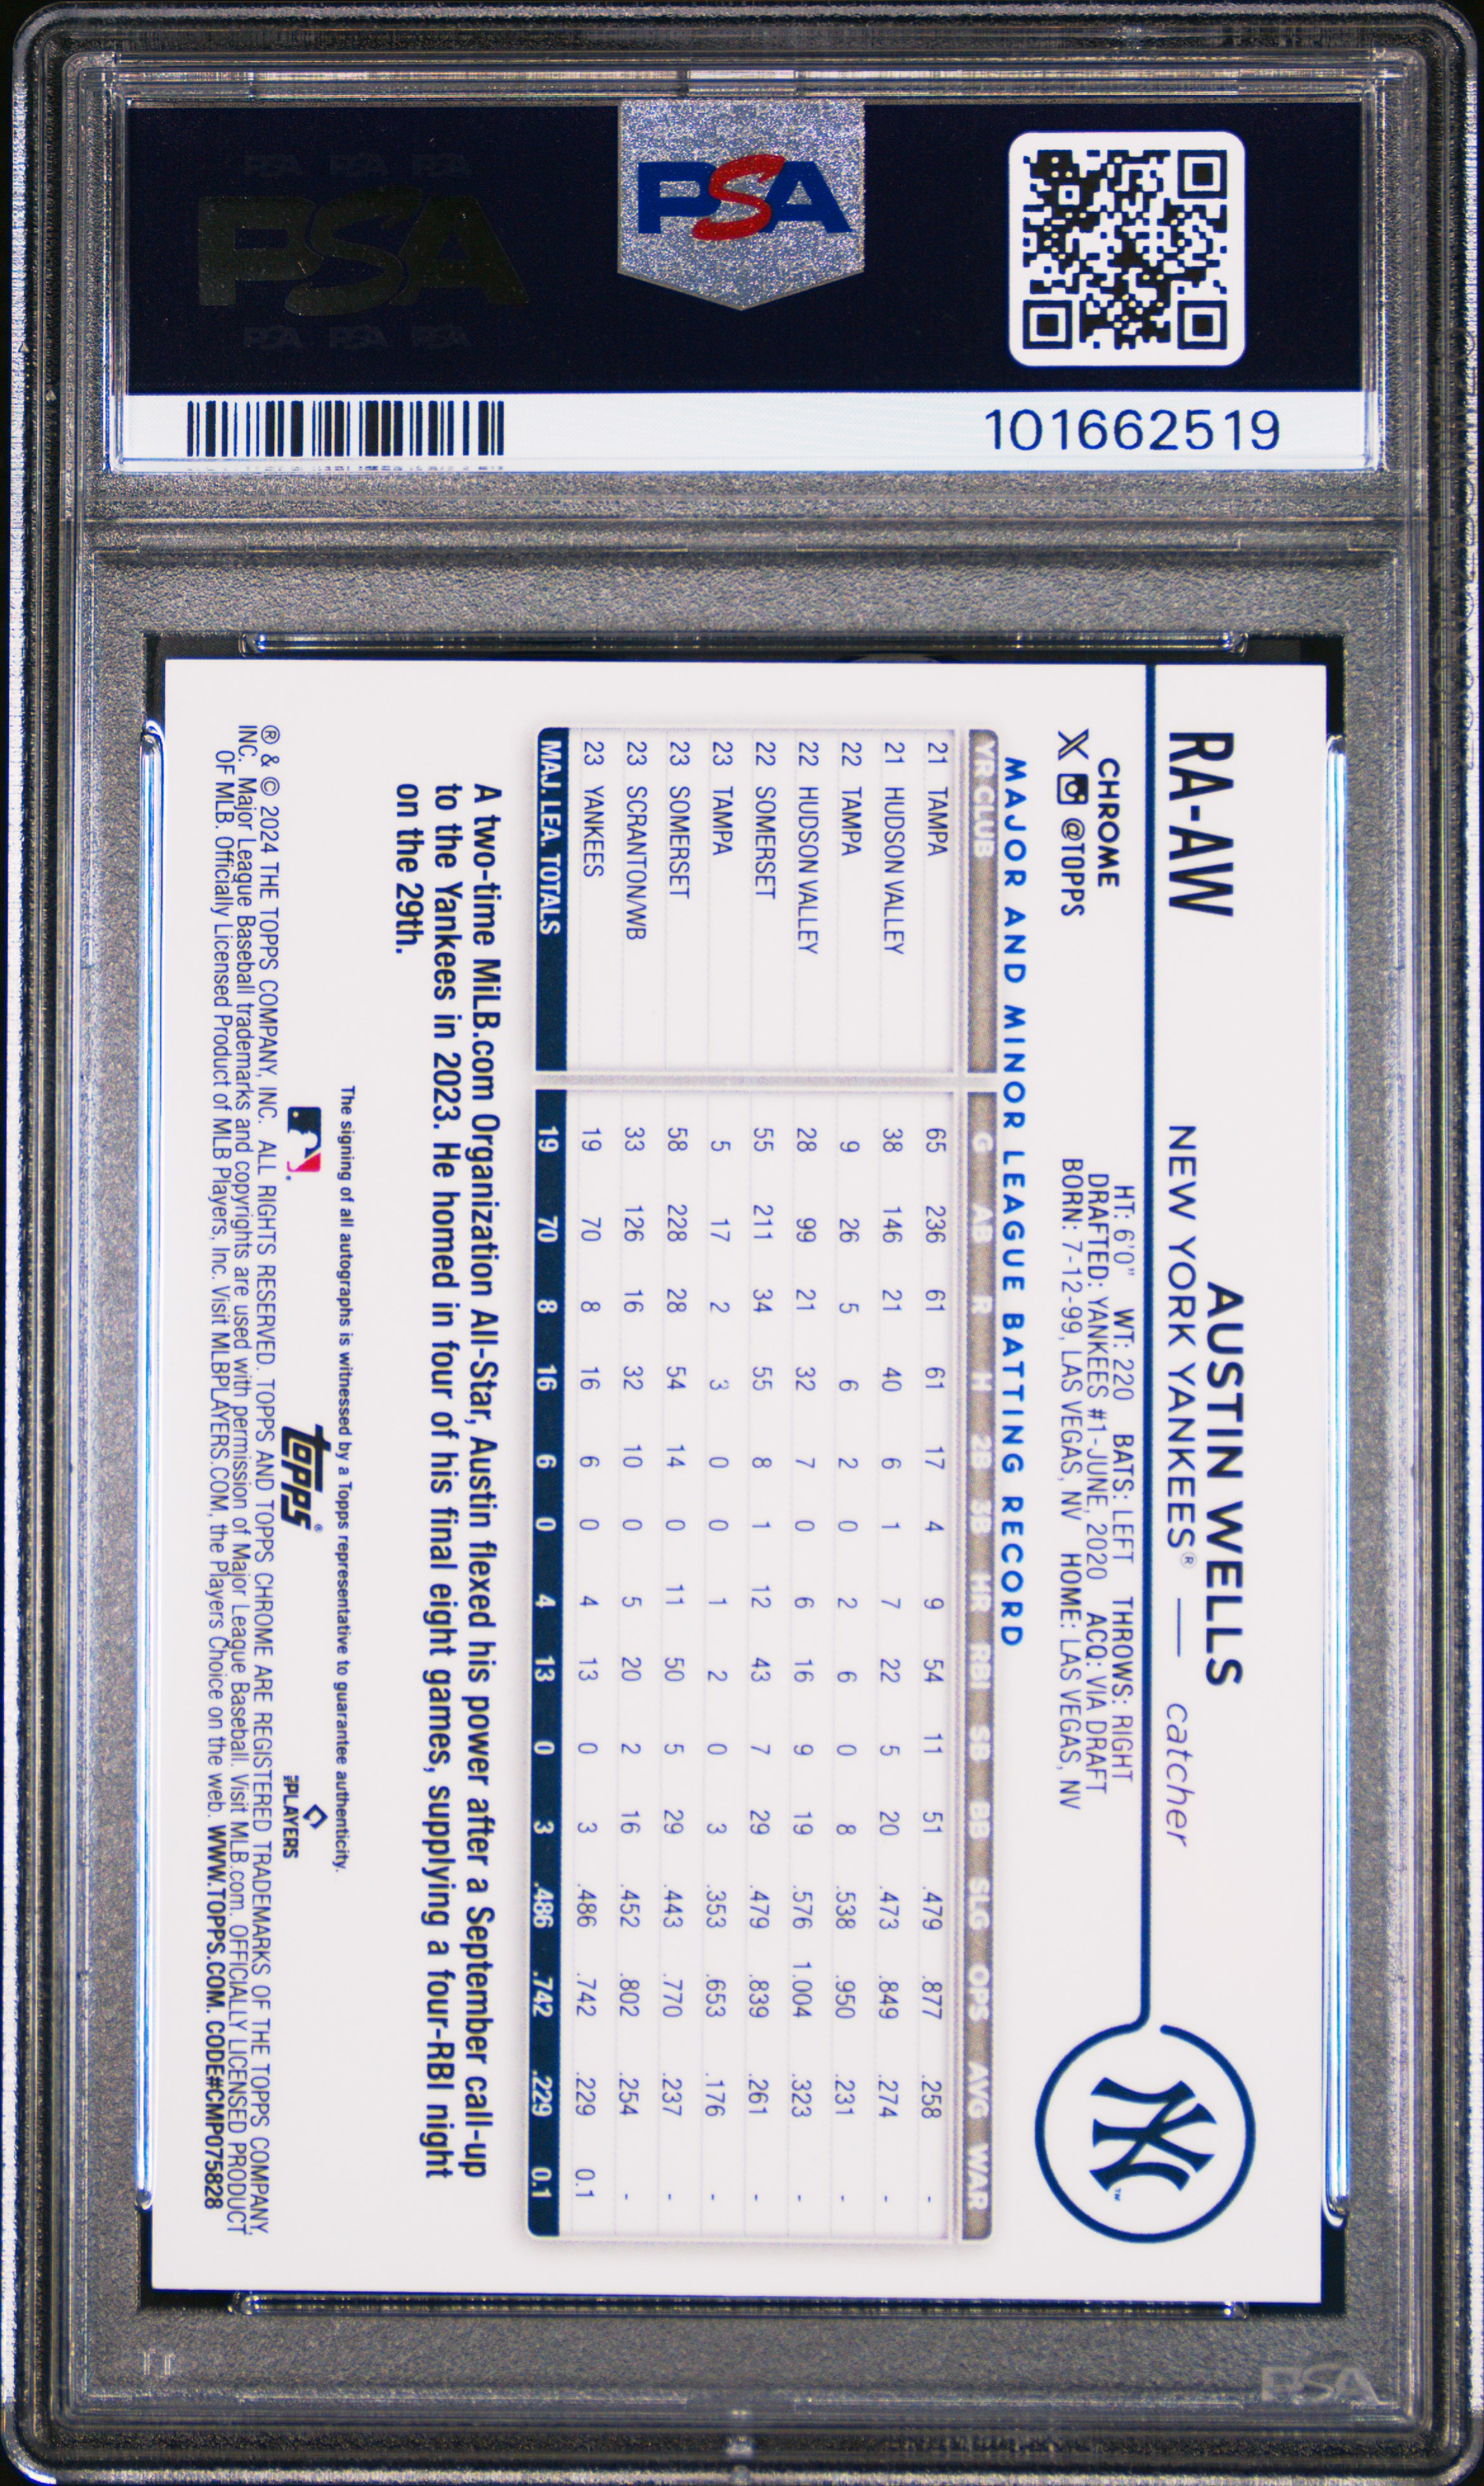 PSA PSA PSA
PSA
PSA PSA PSA
PSA
101662519
RA-AW
AUSTIN WELLS
NEW YORK YANKEES® — catcher
CHROME
X @TOPPS
HT: 6'0" WT: 220 BATS: LEFT THROWS: RIGHT
DRAFTED: YANKEES #1-JUNE, 2020 ACQ: VIA DRAFT
BORN: 7-12-99, LAS VEGAS, NV HOME: LAS VEGAS, NV
NY™
MAJOR AND MINOR LEAGUE BATTING RECORD
YR CLUB G AB R H 2B 3B HR RBI SB BB SLG OPS AVG WAR
21 TAMPA 65 236 61 61 17 4 9 54 11 51 .479 .877 .258 -
21 HUDSON VALLEY 38 146 21 40 6 1 7 22 5 20 .473 .849 .274 -
22 TAMPA 9 26 5 6 2 0 2 6 0 8 .538 .950 .231 -
22 HUDSON VALLEY 28 99 21 32 7 0 6 16 9 19 .576 1.004 .323 -
22 SOMERSET 55 211 34 55 8 1 12 43 7 29 .479 .839 .261 -
23 TAMPA 5 17 2 3 0 0 1 2 0 3 .353 .653 .176 -
23 SOMERSET 58 228 28 54 14 0 11 50 5 29 .443 .770 .237 -
23 SCRANTON/WB 33 126 16 32 10 0 5 20 2 16 .452 .802 .254 -
23 YANKEES 19 70 8 16 6 0 4 13 0 3 .486 .742 .229 0.1
MAJ. LEA. TOTALS 19 70 8 16 6 0 4 13 0 3 .486 .742 .229 0.1
A two-time MiLB.com Organization All-Star, Austin flexed his power after a September call-up
to the Yankees in 2023. He homed in four of his final eight games, supplying a four-RBI night
on the 29th.
The signing of all autographs is witnessed by a Topps representative to guarantee authenticity.
topps®
PLAYERS
® & © 2024 THE TOPPS COMPANY, INC. ALL RIGHTS RESERVED. TOPPS AND TOPPS CHROME ARE REGISTERED TRADEMARKS OF THE TOPPS COMPANY,
INC. Major League Baseball trademarks and copyrights are used with permission of Major League Baseball. Visit MLB.com. OFFICIALLY LICENSED PRODUCT
OF MLB. Officially Licensed Product of MLB Players, Inc. Visit MLBPLAYERS.COM, the Players Choice on the web. WWW.TOPPS.COM. CODE#CMP075828
PSA